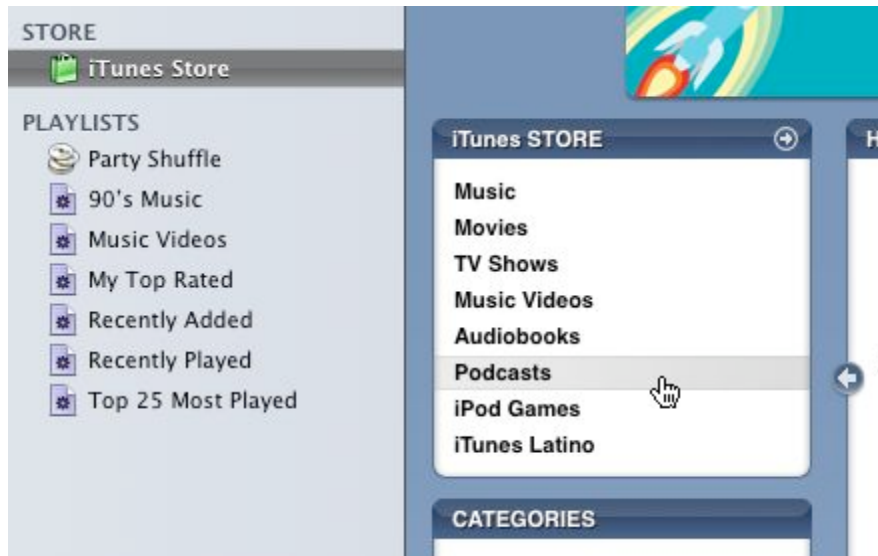 STORE
iTunes Store
PLAYLISTS
Party Shuffle
90's Music
Music Videos
My Top Rated
Recently Added
Recently Played
Top 25 Most Played
iTunes STORE
Music
Movies
TV Shows
Music Videos
Audiobooks
Podcasts
iPod Games
iTunes Latino
CATEGORIES
H